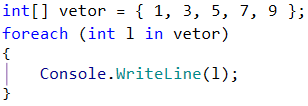 int[] vetor = { 1, 3, 5, 7, 9 };
foreach (int l in vetor)
{
    Console.WriteLine(l);
}